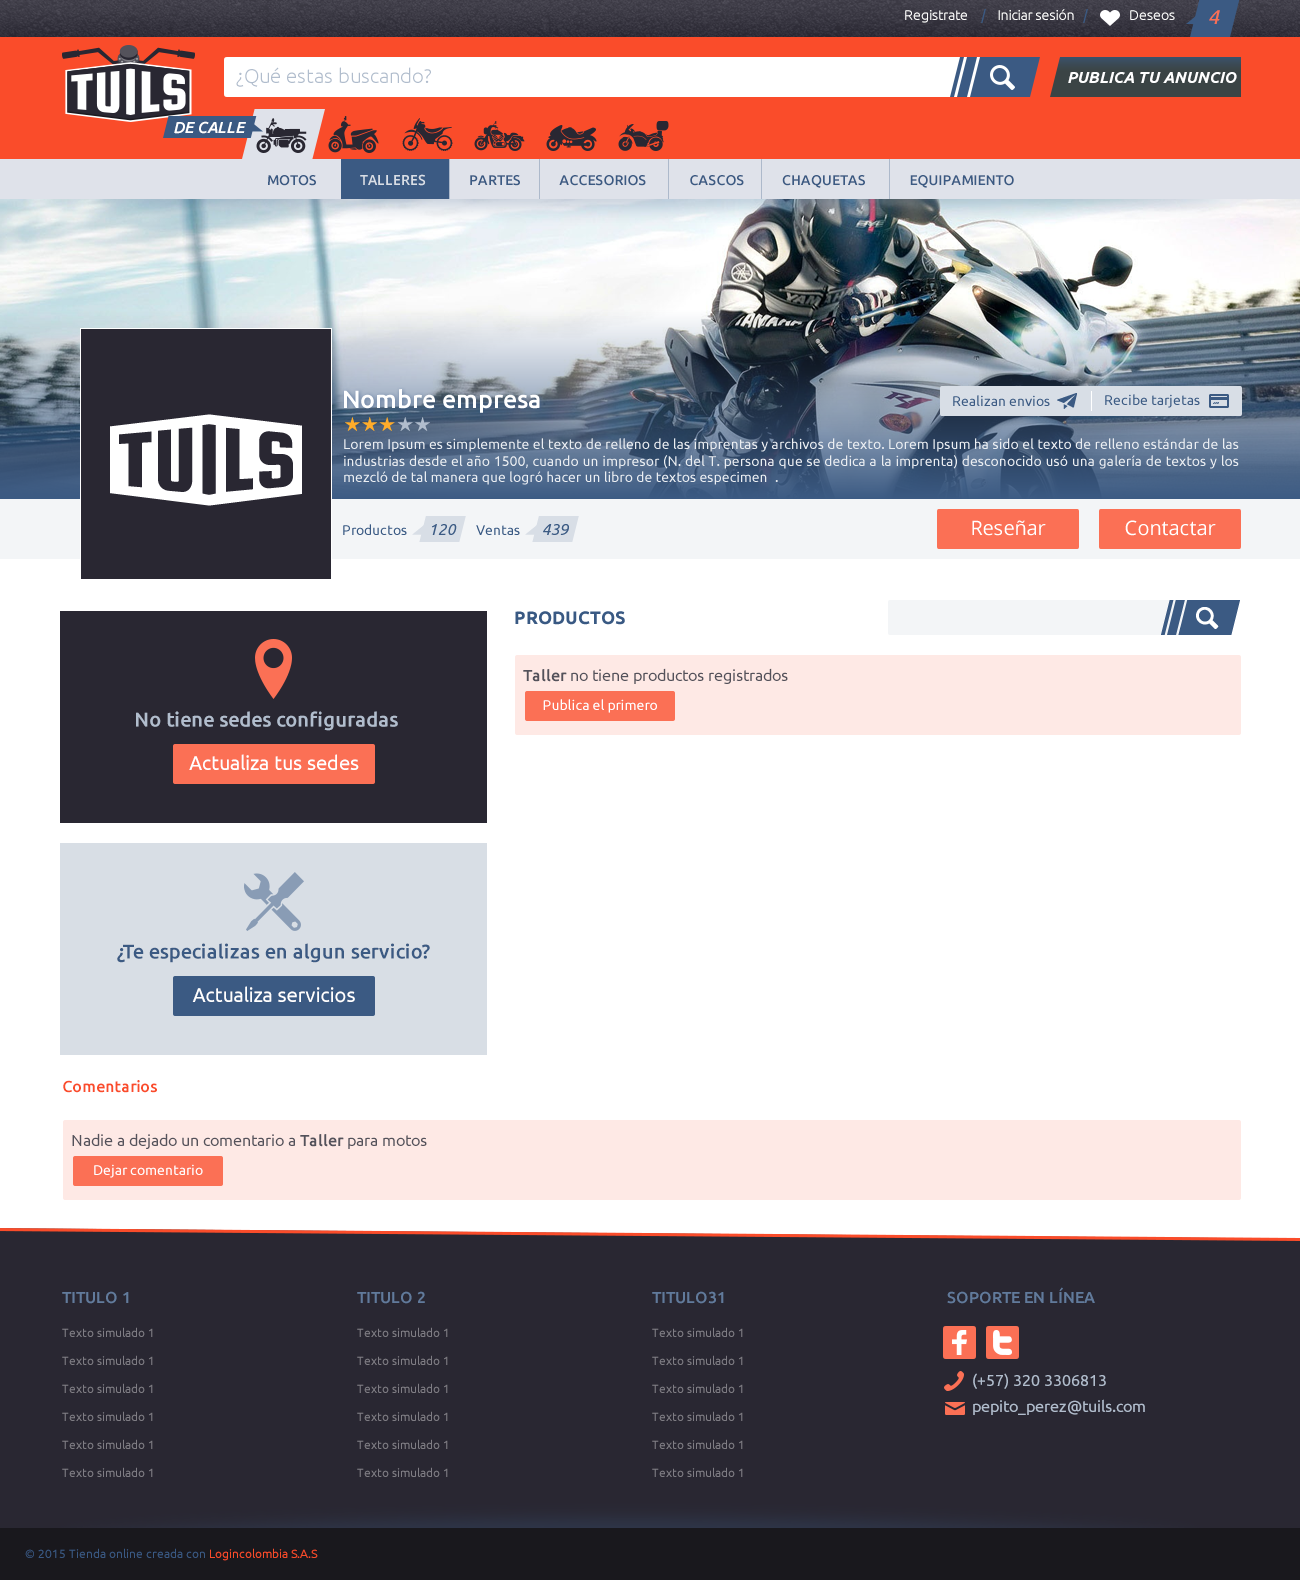 Registrate / Iniciar sesión / Deseos 4
TUILS
¿Qué estas buscando?
PUBLICA TU ANUNCIO
DE CALLE
MOTOS TALLERES PARTES ACCESORIOS CASCOS CHAQUETAS EQUIPAMIENTO
BYE
YAMAHA
YAMAHA
R1
TUILS
Nombre empresa
Realizan envios Recibe tarjetas
Lorem Ipsum es simplemente el texto de relleno de las imprentas y archivos de texto. Lorem Ipsum ha sido el texto de relleno estándar de las
industrias desde el año 1500, cuando un impresor (N. del T. persona que se dedica a la imprenta) desconocido usó una galería de textos y los
mezcló de tal manera que logró hacer un libro de textos especimen .
Productos 120 Ventas 439
Reseñar Contactar
No tiene sedes configuradas
Actualiza tus sedes
PRODUCTOS
Taller no tiene productos registrados
Publica el primero
¿Te especializas en algun servicio?
Actualiza servicios
Comentarios
Nadie a dejado un comentario a Taller para motos
Dejar comentario
TITULO 1
Texto simulado 1
Texto simulado 1
Texto simulado 1
Texto simulado 1
Texto simulado 1
Texto simulado 1
TITULO 2
Texto simulado 1
Texto simulado 1
Texto simulado 1
Texto simulado 1
Texto simulado 1
Texto simulado 1
TITULO31
Texto simulado 1
Texto simulado 1
Texto simulado 1
Texto simulado 1
Texto simulado 1
Texto simulado 1
SOPORTE EN LÍNEA
(+57) 320 3306813
pepito_perez@tuils.com
© 2015 Tienda online creada con Logincolombia S.A.S